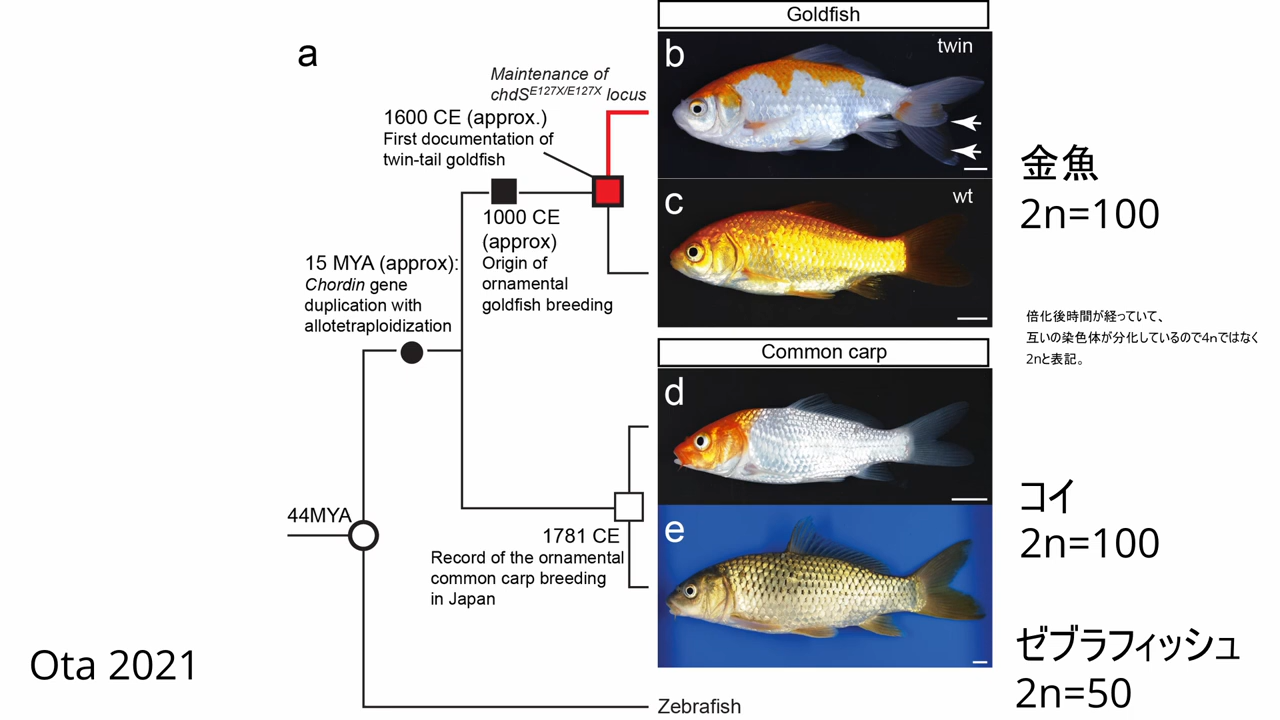 a
Goldfish
b
twin
Maintenance of
chdS^E127X/E127X locus
1600 CE (approx.)
First documentation of
twin-tail goldfish
c
wt
1000 CE
(approx)
Origin of
ornamental
goldfish breeding
15 MYA (approx):
Chordin gene
duplication with
allotetraploidization
Common carp
d
e
44MYA
1781 CE
Record of the ornamental
common carp breeding
in Japan
Zebrafish
Ota 2021
金魚
2n=100
倍化後時間が経っていて、
互いの染色体が分化しているので4nではなく
2nと表記。
コイ
2n=100
ゼブラフィッシュ
2n=50